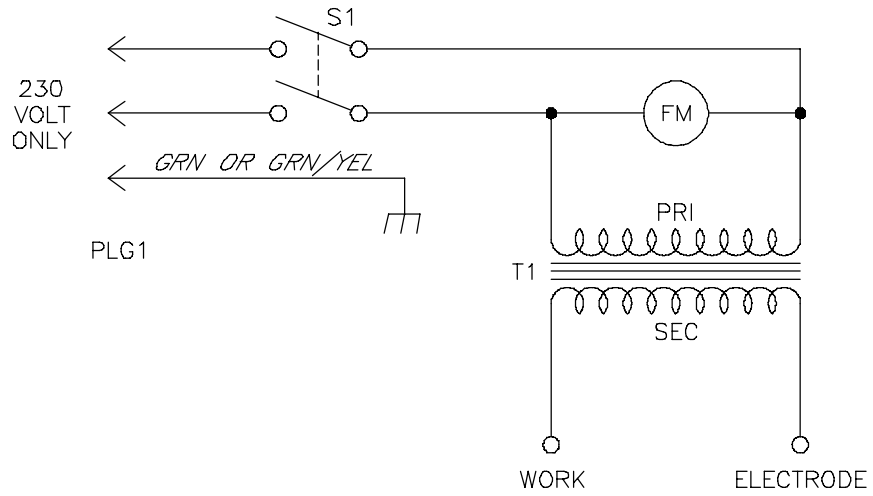 S1
230
VOLT
ONLY
FM
GRN OR GRN/YEL
PLG1
PRI
T1
SEC
WORK
ELECTRODE